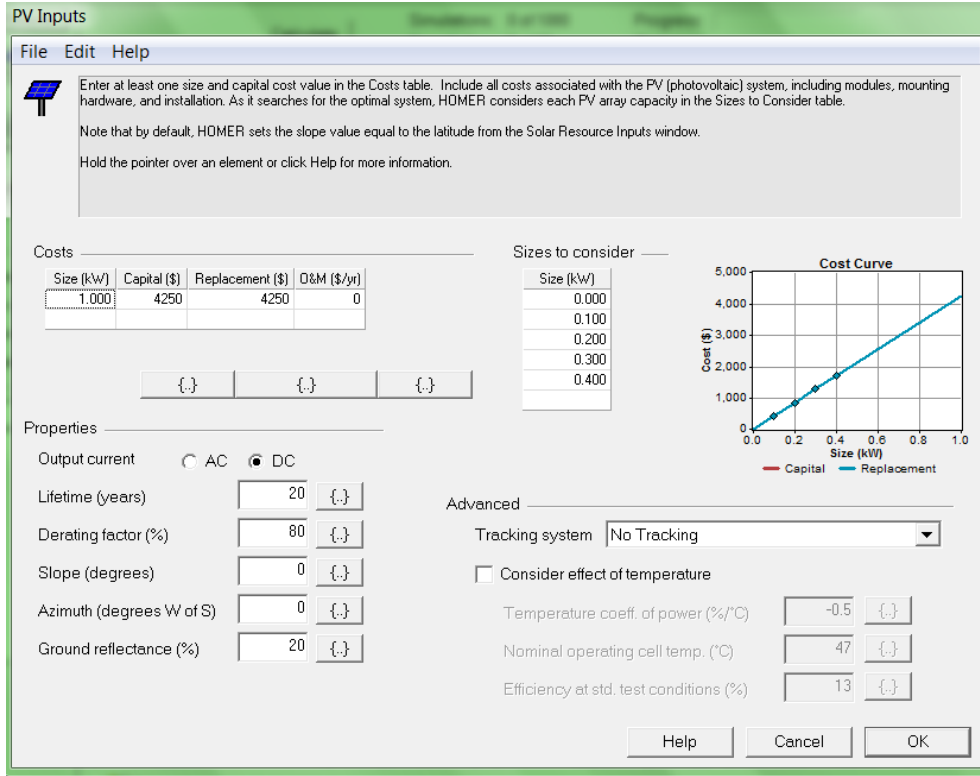 PV Inputs
File Edit Help
Enter at least one size and capital cost value in the Costs table. Include all costs associated with the PV (photovoltaic) system, including modules, mounting
hardware, and installation. As it searches for the optimal system, HOMER considers each PV array capacity in the Sizes to Consider table.
Note that by default, HOMER sets the slope value equal to the latitude from the Solar Resource Inputs window.
Hold the pointer over an element or click Help for more information.
Costs
Size (kW) Capital ($) Replacement ($) O&M ($/yr)
1.000 4250 4250 0
{..} {..} {..}
Sizes to consider
Size (kW)
0.000
0.100
0.200
0.300
0.400
Cost Curve
5,000
4,000
3,000
2,000
1,000
0
Cost ($)
0.0 0.2 0.4 0.6 0.8 1.0
Size (kW)
Capital Replacement
Properties
Output current AC DC
Lifetime (years) 20 {..}
Derating factor (%) 80 {..}
Slope (degrees) 0 {..}
Azimuth (degrees W of S) 0 {..}
Ground reflectance (%) 20 {..}
Advanced
Tracking system No Tracking
Consider effect of temperature
Temperature coeff. of power (%/°C) -0.5 {..}
Nominal operating cell temp. (°C) 47 {..}
Efficiency at std. test conditions (%) 13 {..}
Help Cancel OK